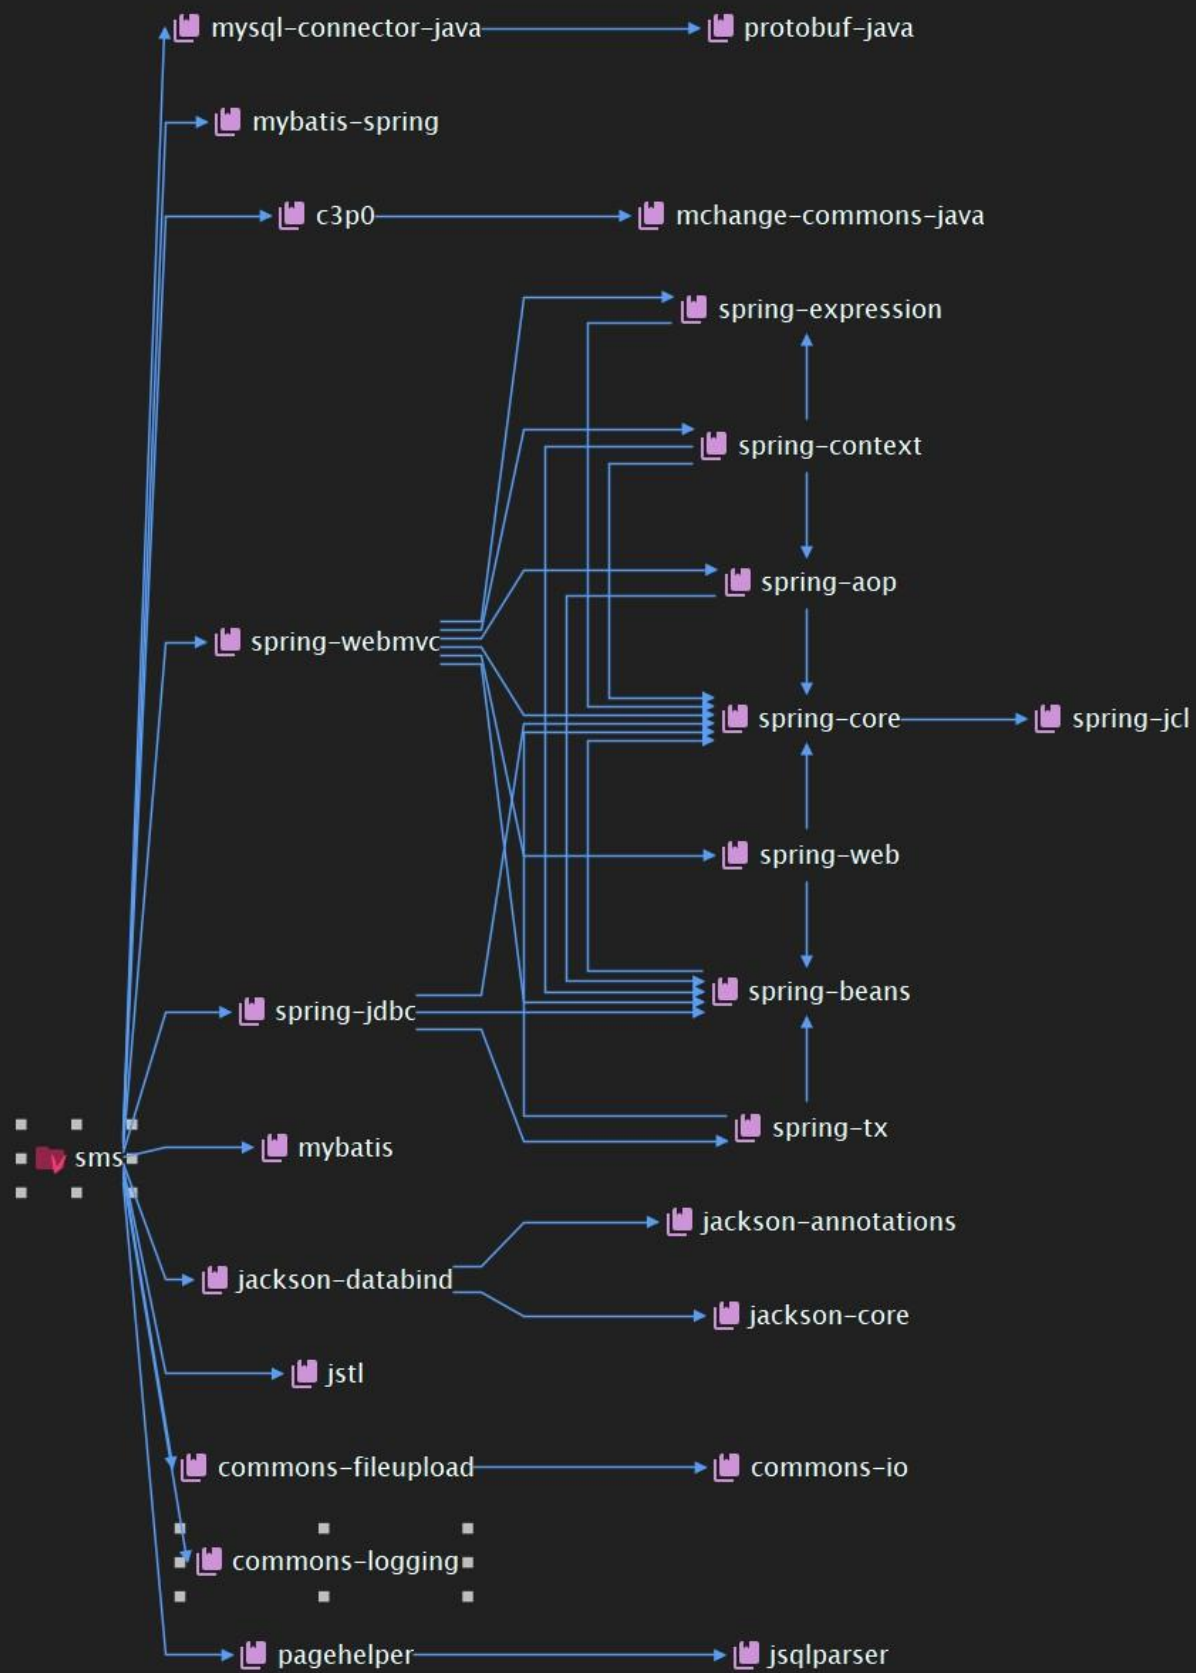 mysql-connector-java
protobuf-java
mybatis-spring
c3p0
mchange-commons-java
spring-expression
spring-context
spring-aop
spring-webmvc
spring-core
spring-jcl
spring-web
spring-beans
spring-jdbc
spring-tx
mybatis
sms
jackson-annotations
jackson-databind
jackson-core
jstl
commons-fileupload
commons-io
commons-logging
pagehelper
jsqlparser